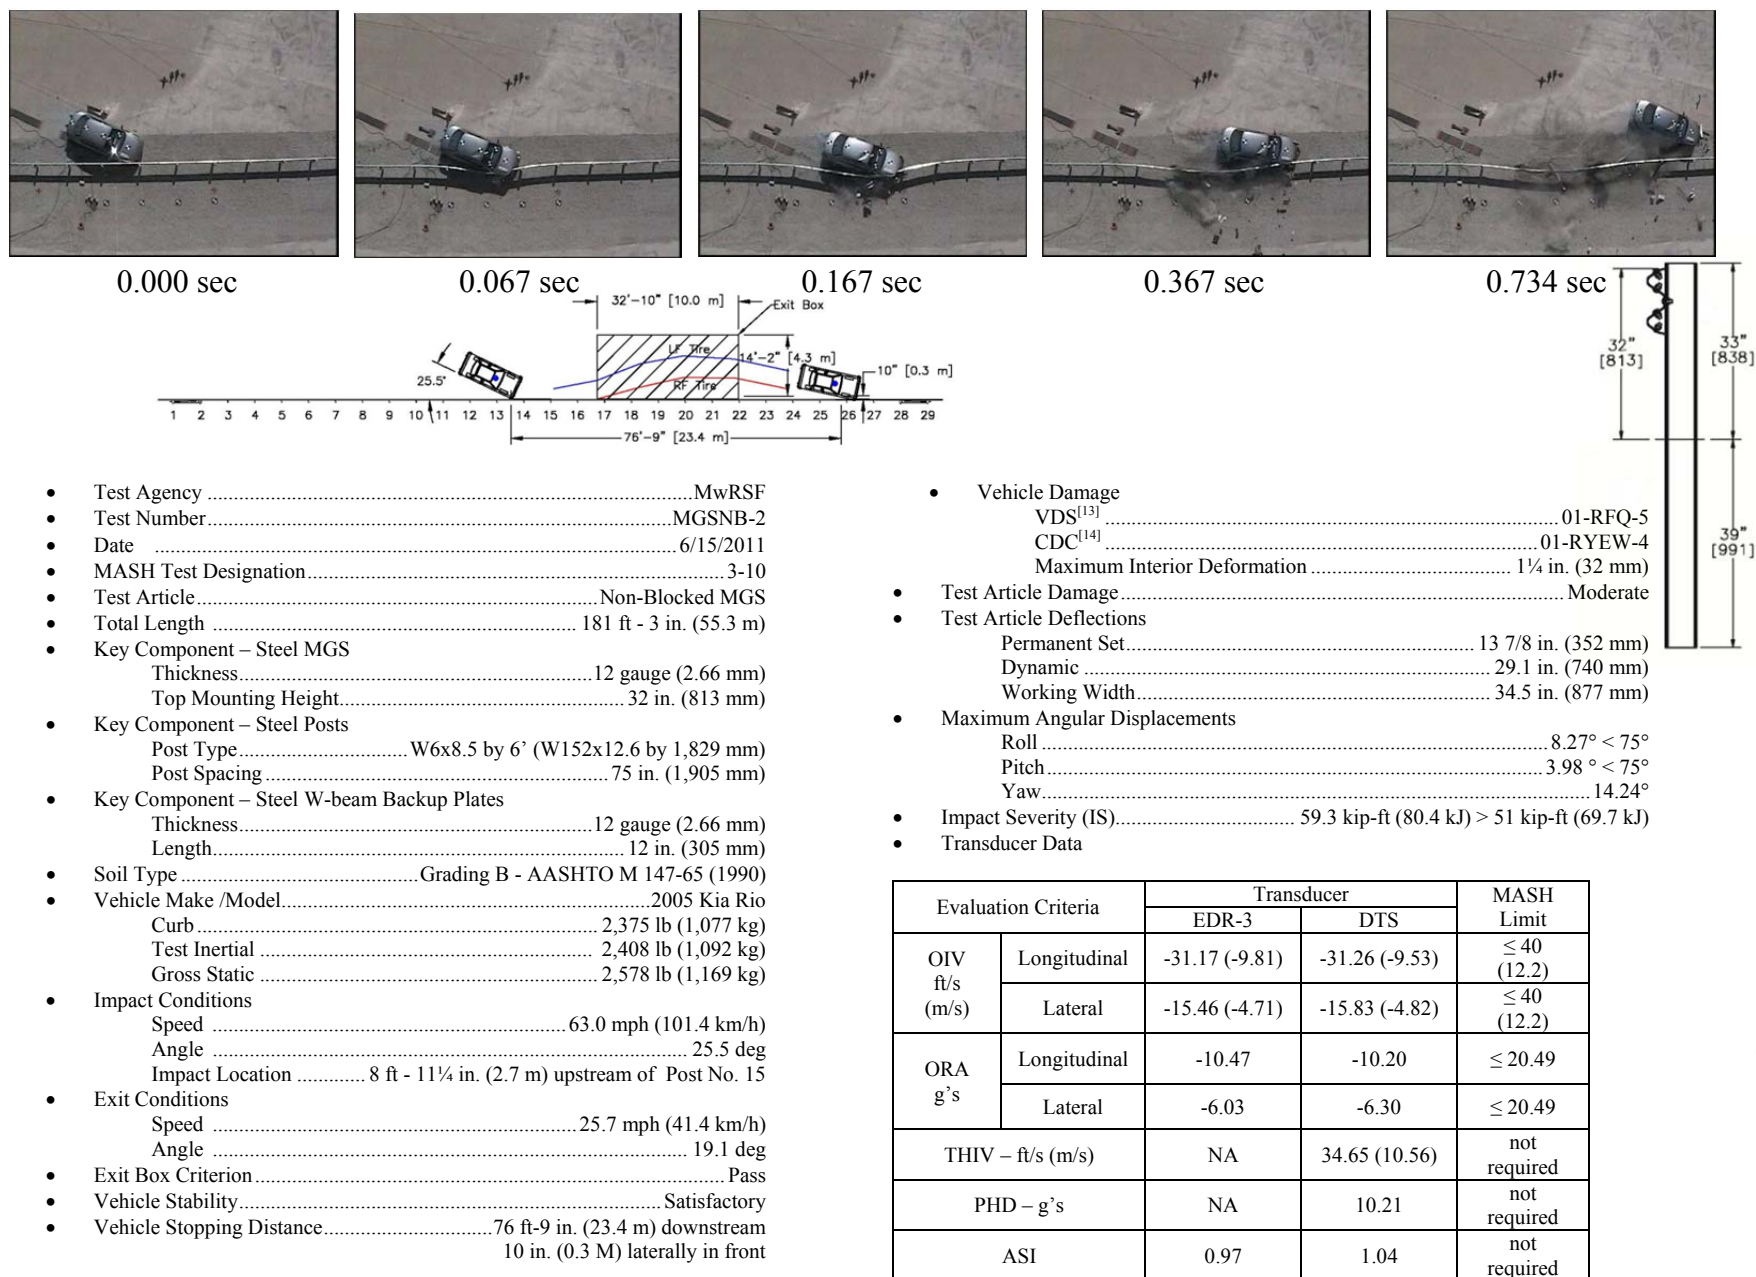 0.000 sec
0.067 sec
0.167 sec
0.367 sec
0.734 sec
32'-10" [10.0 m]
Exit Box
LF Tire
14'-2" [4.3 m]
RF Tire
10" [0.3 m]
25.5°
1 2 3 4 5 6 7 8 9 10 11 12 13 14 15 16 17 18 19 20 21 22 23 24 25 26 27 28 29
76'-9" [23.4 m]
32"
[813]
33"
[838]
39"
[991]
• Test Agency ..... MwRSF
• Test Number ..... MGSNB-2
• Date ..... 6/15/2011
• MASH Test Designation ..... 3-10
• Test Article ..... Non-Blocked MGS
• Total Length ..... 181 ft - 3 in. (55.3 m)
• Key Component – Steel MGS
Thickness ..... 12 gauge (2.66 mm)
Top Mounting Height ..... 32 in. (813 mm)
• Key Component – Steel Posts
Post Type ..... W6x8.5 by 6’ (W152x12.6 by 1,829 mm)
Post Spacing ..... 75 in. (1,905 mm)
• Key Component – Steel W-beam Backup Plates
Thickness ..... 12 gauge (2.66 mm)
Length ..... 12 in. (305 mm)
• Soil Type ..... Grading B - AASHTO M 147-65 (1990)
• Vehicle Make /Model ..... 2005 Kia Rio
Curb ..... 2,375 lb (1,077 kg)
Test Inertial ..... 2,408 lb (1,092 kg)
Gross Static ..... 2,578 lb (1,169 kg)
• Impact Conditions
Speed ..... 63.0 mph (101.4 km/h)
Angle ..... 25.5 deg
Impact Location ..... 8 ft - 11¼ in. (2.7 m) upstream of Post No. 15
• Exit Conditions
Speed ..... 25.7 mph (41.4 km/h)
Angle ..... 19.1 deg
• Exit Box Criterion ..... Pass
• Vehicle Stability ..... Satisfactory
• Vehicle Stopping Distance ..... 76 ft-9 in. (23.4 m) downstream
10 in. (0.3 M) laterally in front
• Vehicle Damage
VDS[13] ..... 01-RFQ-5
CDC[14] ..... 01-RYEW-4
Maximum Interior Deformation ..... 1¼ in. (32 mm)
• Test Article Damage ..... Moderate
• Test Article Deflections
Permanent Set ..... 13 7/8 in. (352 mm)
Dynamic ..... 29.1 in. (740 mm)
Working Width ..... 34.5 in. (877 mm)
• Maximum Angular Displacements
Roll ..... 8.27° < 75°
Pitch ..... 3.98 ° < 75°
Yaw ..... 14.24°
• Impact Severity (IS) ..... 59.3 kip-ft (80.4 kJ) > 51 kip-ft (69.7 kJ)
• Transducer Data
Evaluation Criteria Transducer MASH Limit
EDR-3 DTS
OIV ft/s (m/s) Longitudinal -31.17 (-9.81) -31.26 (-9.53) ≤ 40 (12.2)
Lateral -15.46 (-4.71) -15.83 (-4.82) ≤ 40 (12.2)
ORA g’s Longitudinal -10.47 -10.20 ≤ 20.49
Lateral -6.03 -6.30 ≤ 20.49
THIV – ft/s (m/s) NA 34.65 (10.56) not required
PHD – g’s NA 10.21 not required
ASI 0.97 1.04 not required